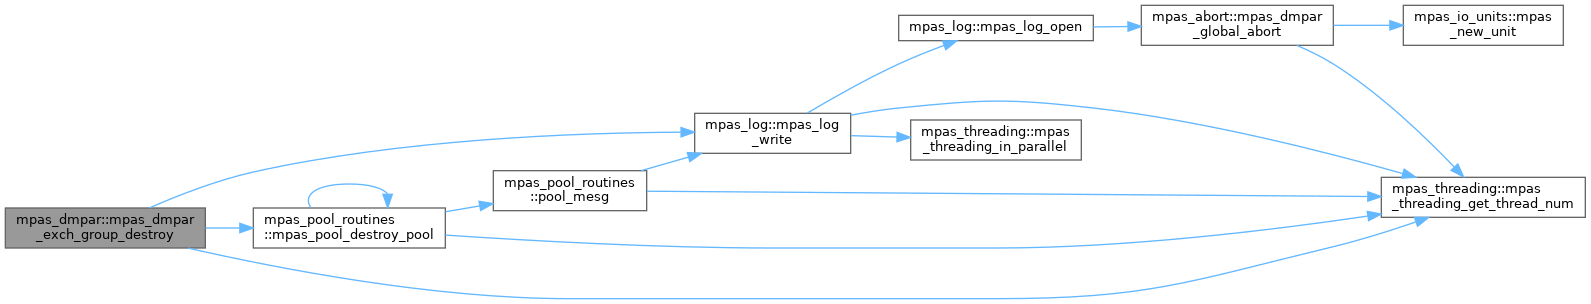 mpas_dmpar::mpas_dmpar
_exch_group_destroy
mpas_pool_routines
::mpas_pool_destroy_pool
mpas_pool_routines
::pool_mesg
mpas_log::mpas_log
_write
mpas_log::mpas_log_open
mpas_threading::mpas
_threading_in_parallel
mpas_abort::mpas_dmpar
_global_abort
mpas_io_units::mpas
_new_unit
mpas_threading::mpas
_threading_get_thread_num